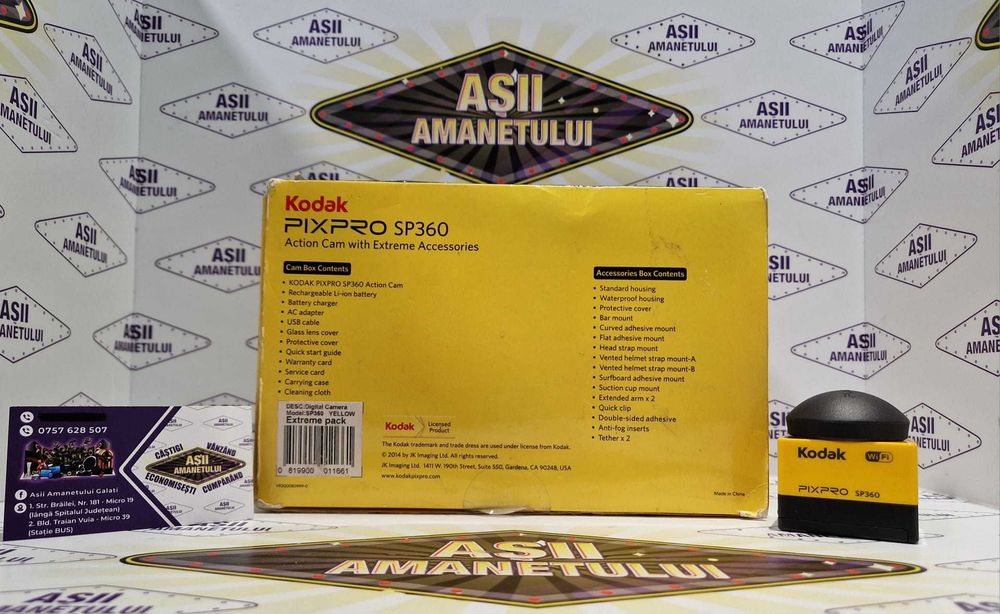 AȘII
AMANETULUI
Kodak
PIXPRO SP360
Action Cam with Extreme Accessories
Cam Box Contents
• KODAK PIXPRO SP360 Action Cam
• Rechargeable Li-ion battery
• Battery charger
• AC adapter
• USB cable
• Glass lens cover
• Protective cover
• Quick start guide
• Warranty card
• Service card
• Carrying case
• Cleaning cloth
Accessories Box Contents
• Standard housing
• Waterproof housing
• Protective cover
• Bar mount
• Curved adhesive mount
• Flat adhesive mount
• Head strap mount
• Vented helmet strap mount-A
• Vented helmet strap mount-B
• Surfboard adhesive mount
• Suction cup mount
• Extended arm x 2
• Quick clip
• Double-sided adhesive
• Anti-fog inserts
• Tether x 2
DESC:Digital Camera
Model:SP360 YELLOW
Extreme pack
0 819900 011661
Kodak Licensed
Product
The Kodak trademark and trade dress are used under license from Kodak.
© 2014 by JK Imaging Ltd. All rights reserved.
JK Imaging Ltd. 1411 W. 190th Street, Suite 550, Gardena, CA 90248, USA
www.kodakpixpro.com
Made in China
0757 628 507
Asii Amanetului Galati
1. Str. Brăilei, Nr. 181 - Micro 19
(lângă Spitalul Județean)
2. Bld. Traian Vuia - Micro 39
(Stație BUS)
CÂȘTIGI VÂNZÂND
AȘII
AMANETULUI
ECONOMISEȘTI CUMPĂRÂND
Kodak WiFi
PIXPRO SP360
AȘII
AMANETULUI